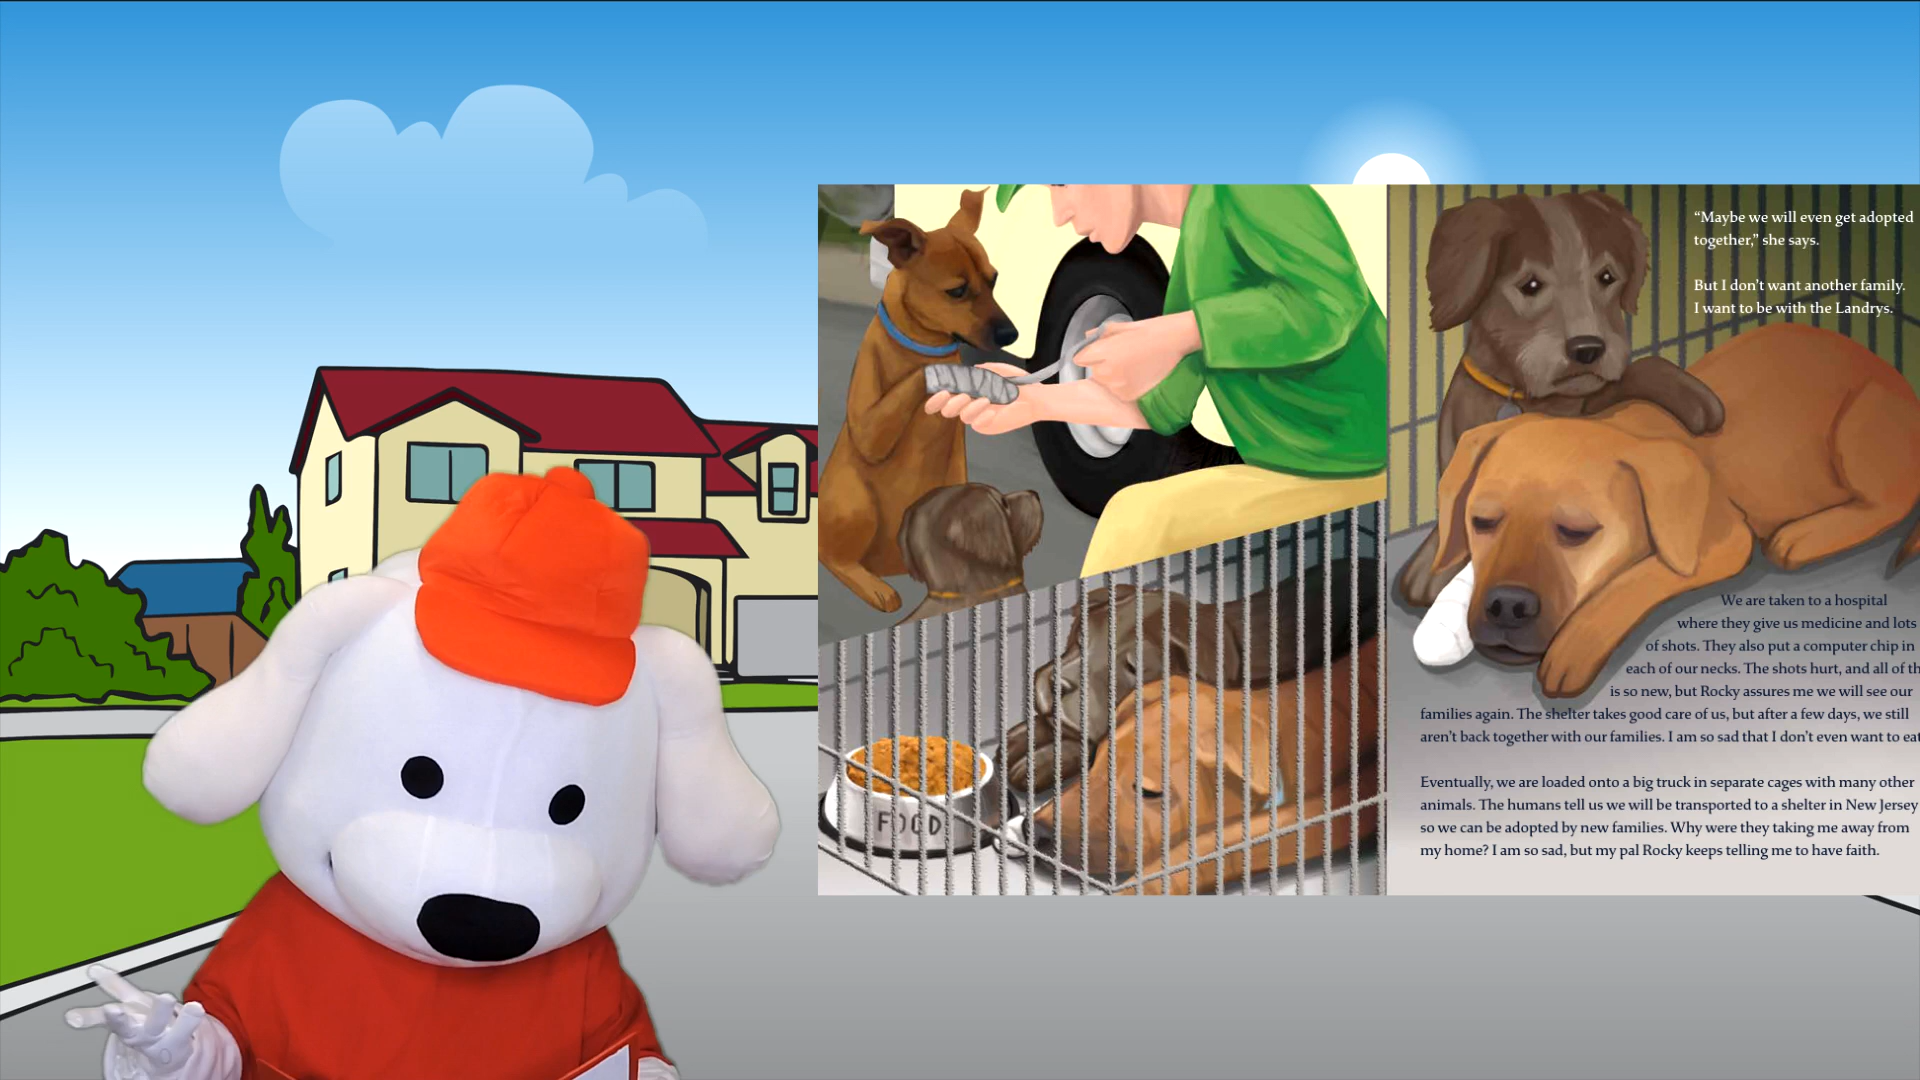 FOOD
“Maybe we will even get adopted
together,” she says.
But I don’t want another family.
I want to be with the Landrys.
We are taken to a hospital
where they give us medicine and lots
of shots. They also put a computer chip in
each of our necks. The shots hurt, and all of
is so new, but Rocky assures me we will see our
families again. The shelter takes good care of us, but after a few days, we still
aren’t back together with our families. I am so sad that I don’t even want to eat
Eventually, we are loaded onto a big truck in separate cages with many other
animals. The humans tell us we will be transported to a shelter in New Jersey
so we can be adopted by new families. Why were they taking me away from
my home? I am so sad, but my pal Rocky keeps telling me to have faith.